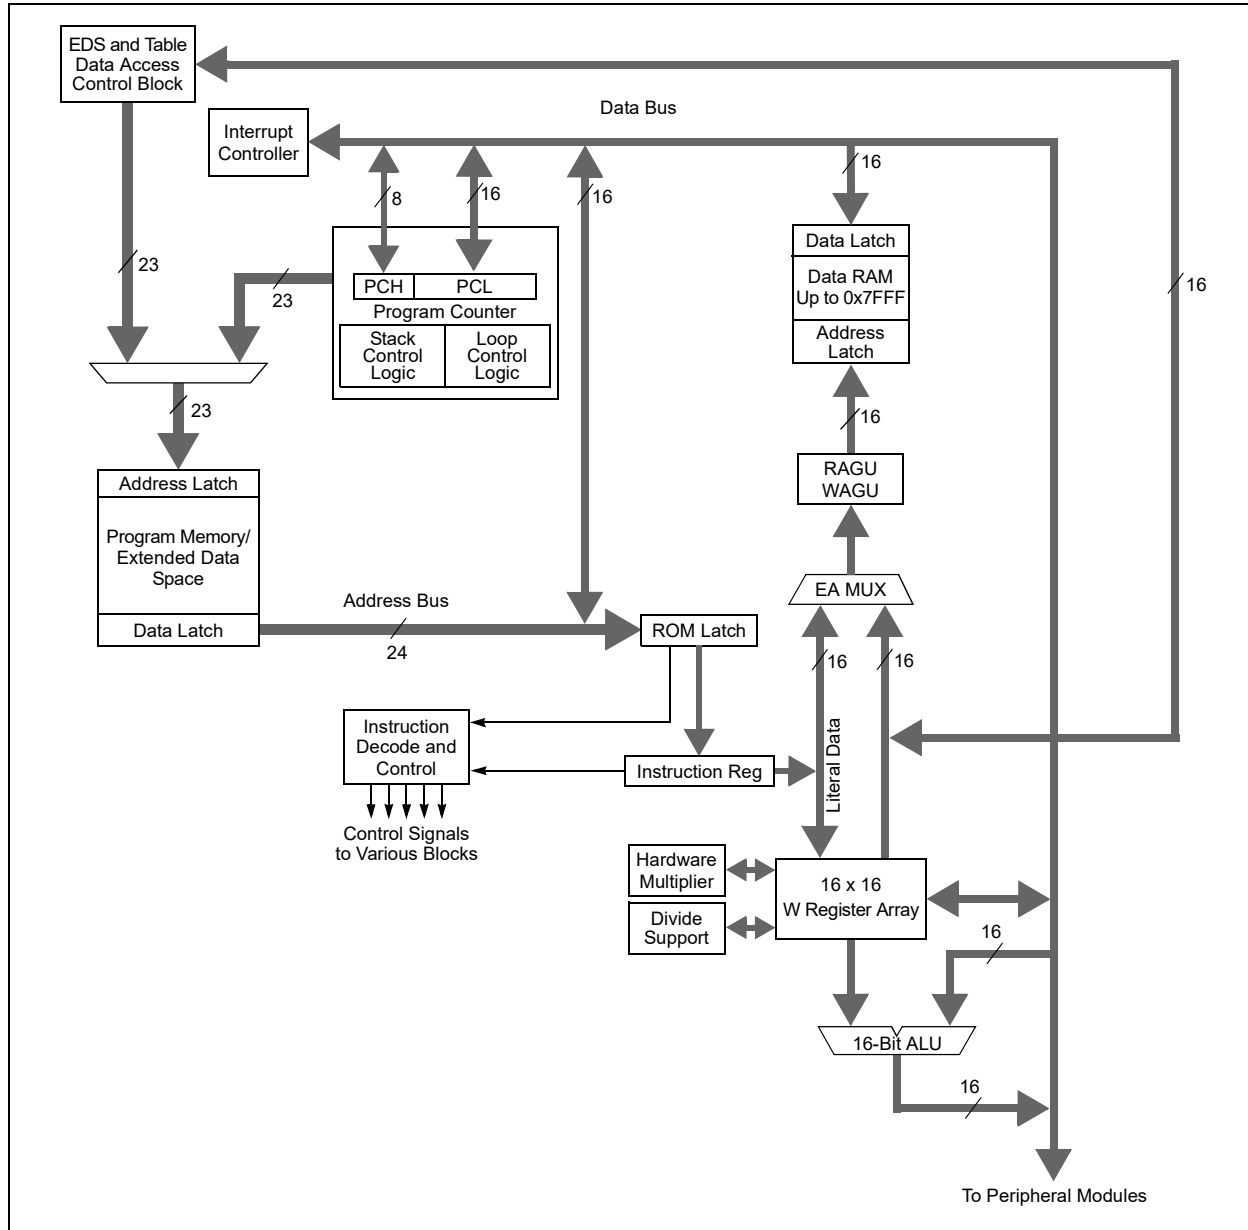 EDS and Table
Data Access
Control Block
Data Bus
Interrupt
Controller
16
8
16
16
16
23
23
PCH
PCL
Program Counter
Stack
Control
Logic
Loop
Control
Logic
Data Latch
Data RAM
Up to 0x7FFF
Address
Latch
23
16
RAGU
WAGU
Address Latch
Program Memory/
Extended Data
Space
Data Latch
Address Bus
24
ROM Latch
EA MUX
16
16
Instruction
Decode and
Control
Instruction Reg
Literal Data
Control Signals
to Various Blocks
Hardware
Multiplier
Divide
Support
16 x 16
W Register Array
16
16-Bit ALU
16
To Peripheral Modules